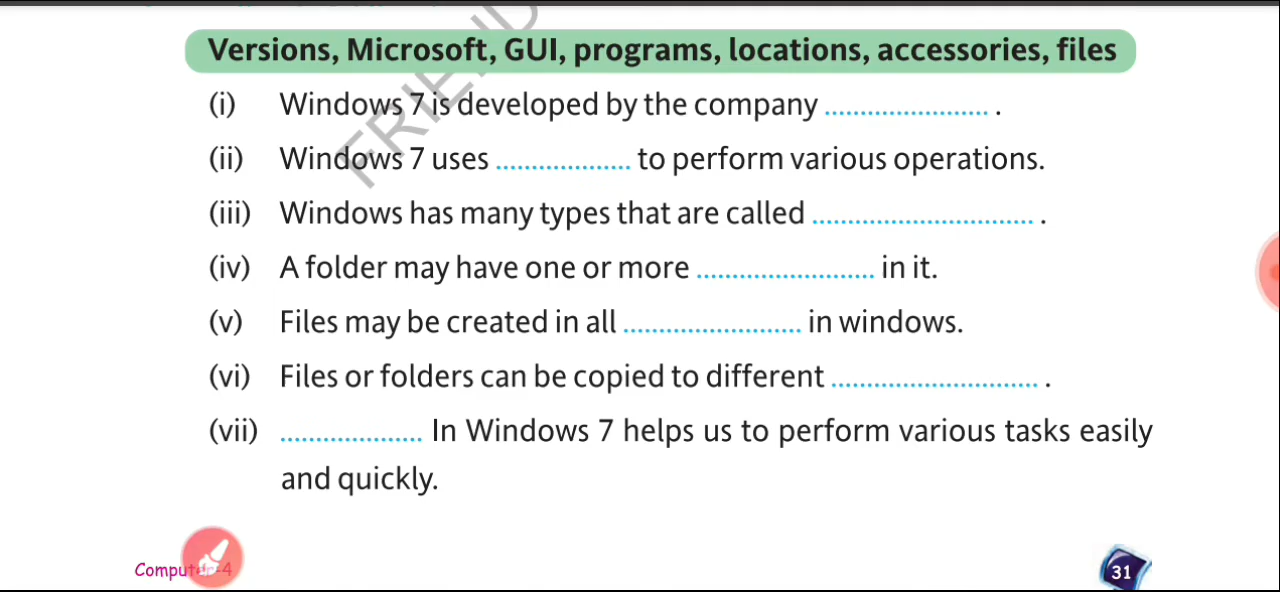 Versions, Microsoft, GUI, programs, locations, accessories, files
(i) Windows 7 is developed by the company ....................... .
(ii) Windows 7 uses ................... to perform various operations.
(iii) Windows has many types that are called ............................... .
(iv) A folder may have one or more ......................... in it.
(v) Files may be created in all ......................... in windows.
(vi) Files or folders can be copied to different ............................. .
(vii) .................... In Windows 7 helps us to perform various tasks easily
and quickly.
Computer-4
31